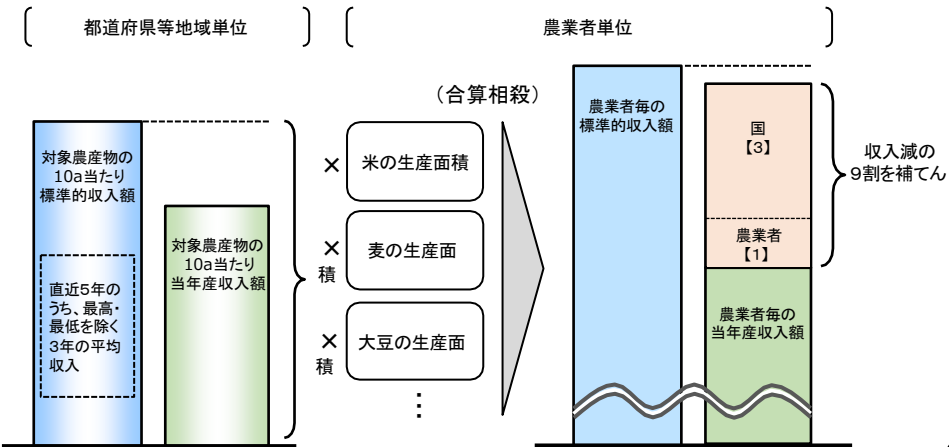 都道府県等地域単位
農業者単位
対象農産物の
10a当たり
標準的収入額
直近5年の
うち、最高・
最低を除く
3年の平均
収入
対象農産物の
10a当たり
当年産収入額
(合算相殺)
× 米の生産面積
× 麦の生産面
積
× 大豆の生産面
積
⋮
農業者毎の
標準的収入額
国
【3】
農業者
【1】
農業者毎の
当年産収入額
収入減の
9割を補てん